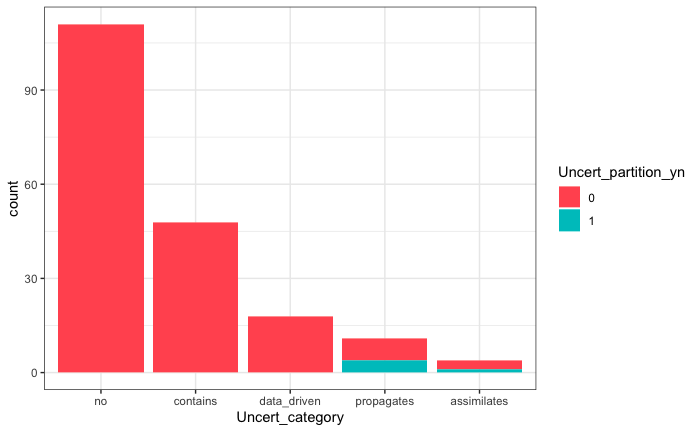 count
90
60
30
0
no contains data_driven propagates assimilates
Uncert_category
Uncert_partition_yn
0
1